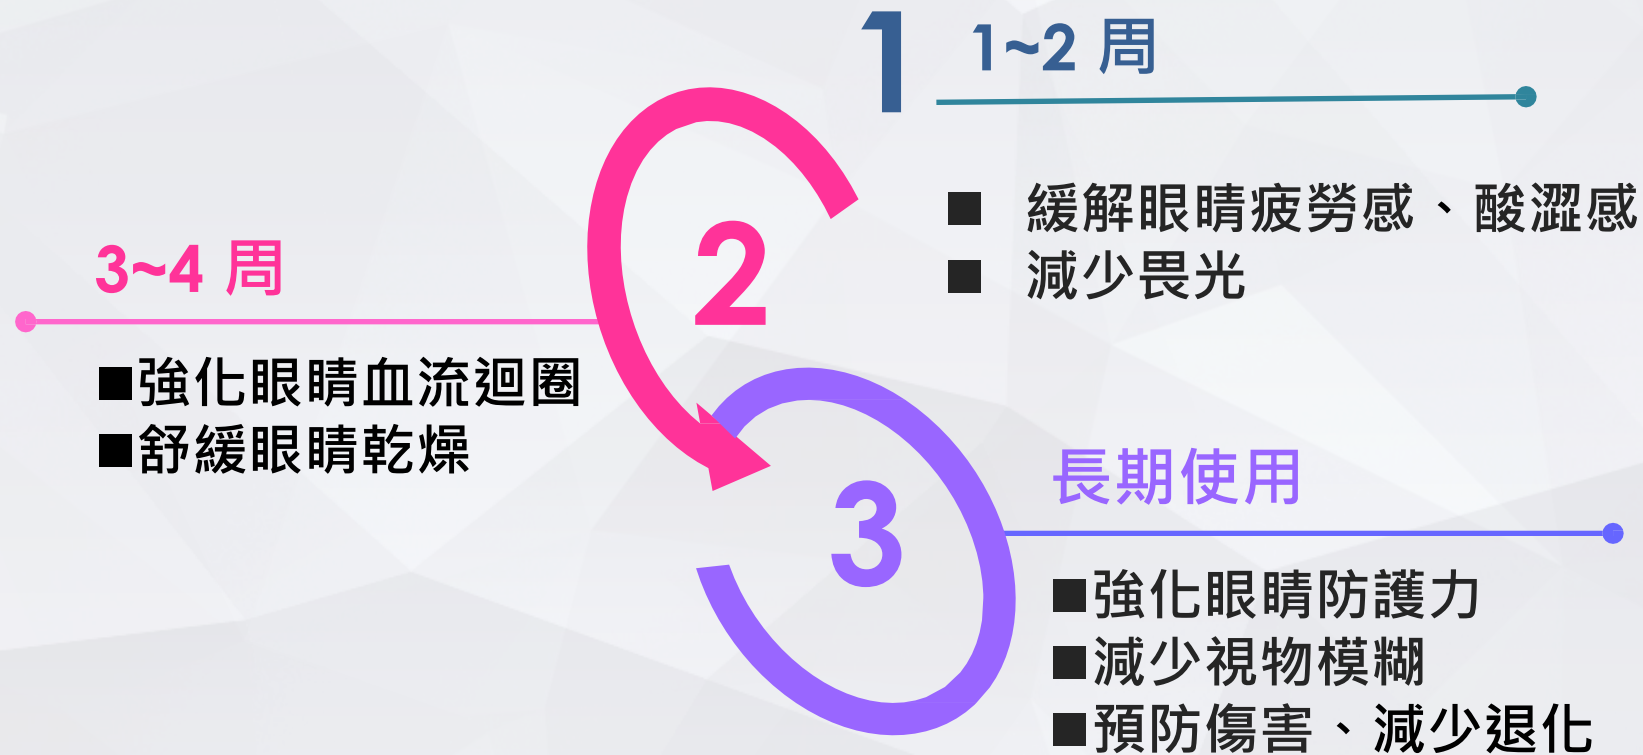 1
1~2 周
■ 緩解眼睛疲勞感、酸澀感
■ 減少畏光
2
3~4 周
■強化眼睛血流迴圈
■舒緩眼睛乾燥
3
長期使用
■強化眼睛防護力
■減少視物模糊
■預防傷害、減少退化